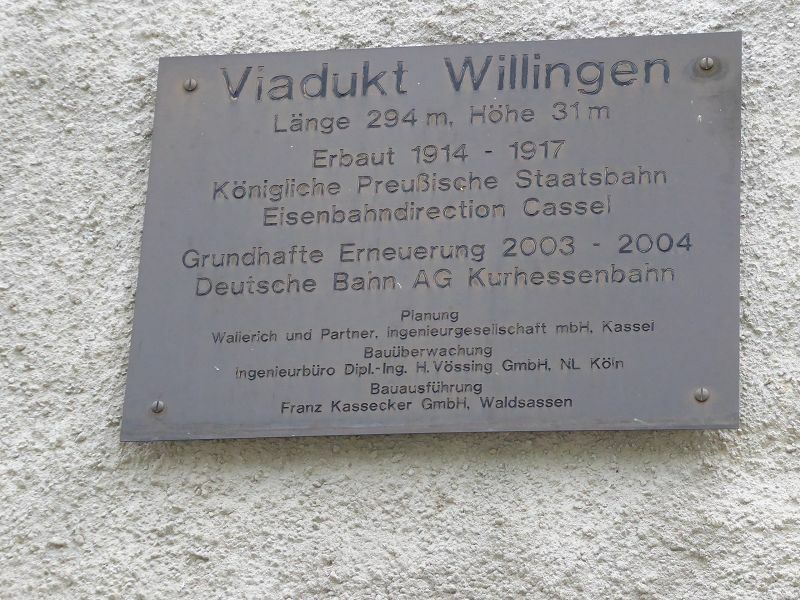 Viadukt Willingen
Länge 294 m, Höhe 31 m
Erbaut 1914 - 1917
Königliche Preußische Staatsbahn
Eisenbahndirection Cassel
Grundhafte Erneuerung 2003 - 2004
Deutsche Bahn AG Kurhessenbahn
Planung
Wallerich und Partner, Ingenieurgesellschaft mbH, Kassel
Bauüberwachung
Ingenieurbüro Dipl.-Ing. H. Vössing GmbH, NL Köln
Bauausführung
Franz Kassecker GmbH, Waldsassen